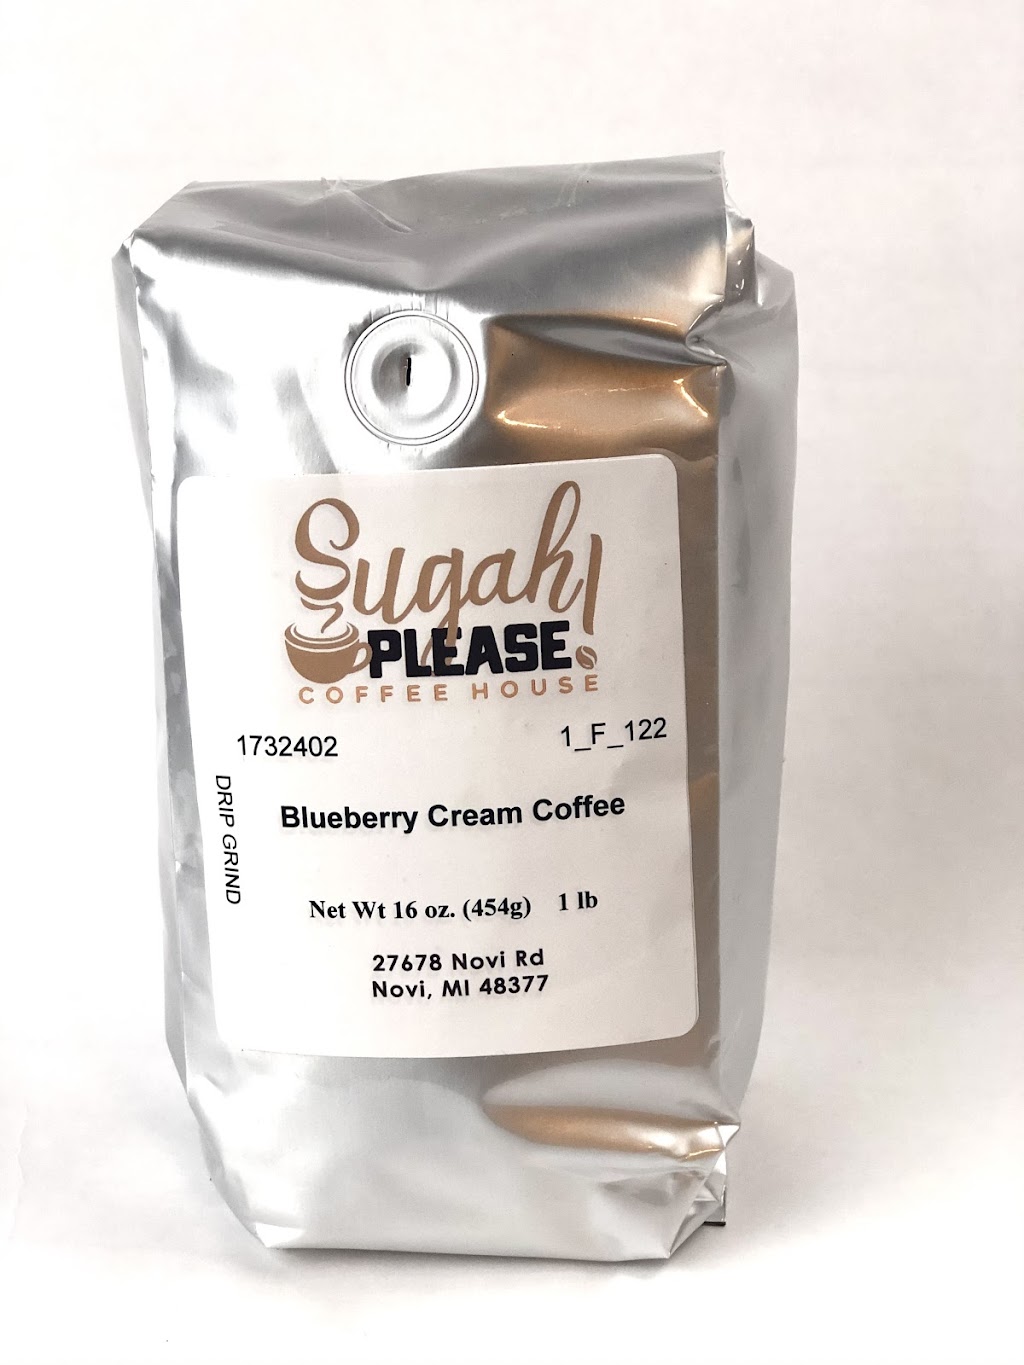 Sugah,
PLEASE.
COFFEE HOUSE
1732402 1_F_122
DRIP GRIND
Blueberry Cream Coffee
Net Wt 16 oz. (454g) 1 lb
27678 Novi Rd
Novi, MI 48377